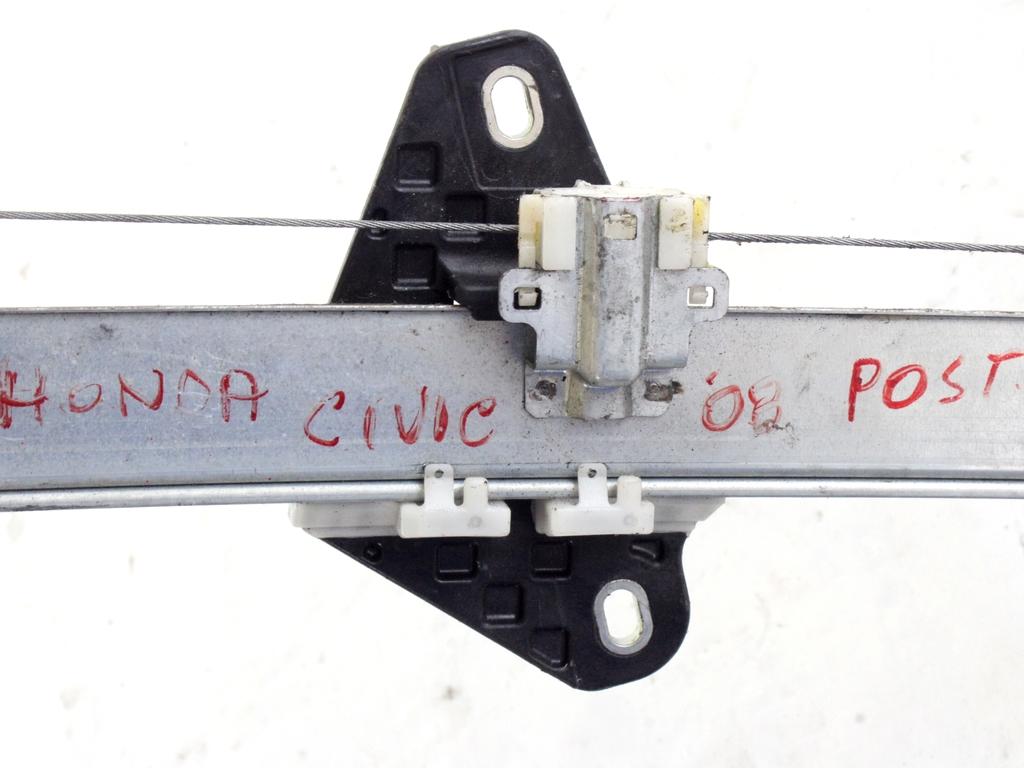 HONDA CIVIC '08 POST.